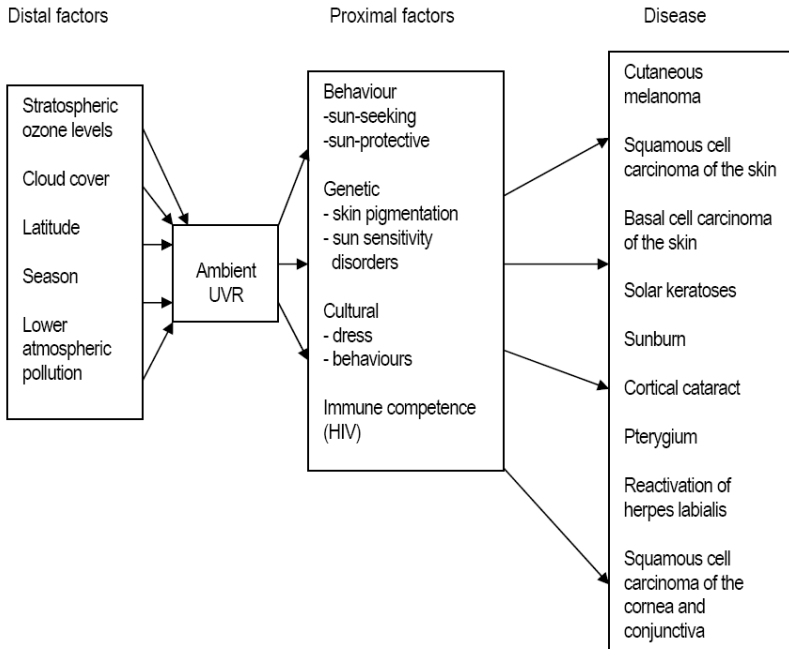 Distal factors
Proximal factors
Disease
Stratospheric
ozone levels
Cloud cover
Latitude
Season
Lower
atmospheric
pollution
Ambient
UVR
Behaviour
-sun-seeking
-sun-protective
Genetic
- skin pigmentation
- sun sensitivity
disorders
Cultural
- dress
- behaviours
Immune competence
(HIV)
Cutaneous
melanoma
Squamous cell
carcinoma of the skin
Basal cell carcinoma
of the skin
Solar keratoses
Sunburn
Cortical cataract
Pterygium
Reactivation of
herpes labialis
Squamous cell
carcinoma of the
cornea and
conjunctiva